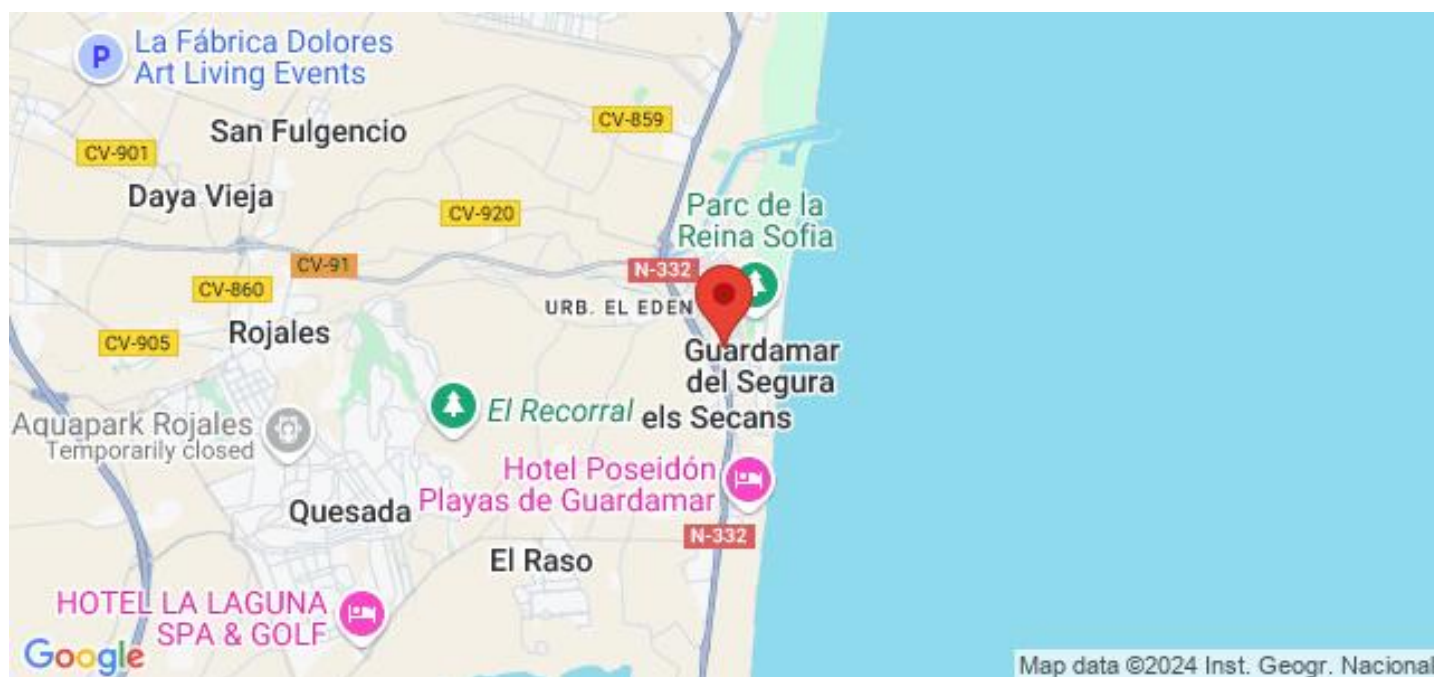 P
La Fábrica Dolores
Art Living Events
San Fulgencio
CV-859
CV-901
Daya Vieja
CV-920
Parc de la
Reina Sofia
CV-91
N-332
CV-860
URB. EL EDEN
Rojales
CV-905
Guardamar
del Segura
El Recorral
els Secans
Aquapark Rojales
Temporarily closed
Hotel Poseidón
Playas de Guardamar
Quesada
N-332
El Raso
HOTEL LA LAGUNA
SPA & GOLF
Google
Map data ©2024 Inst. Geogr. Nacional